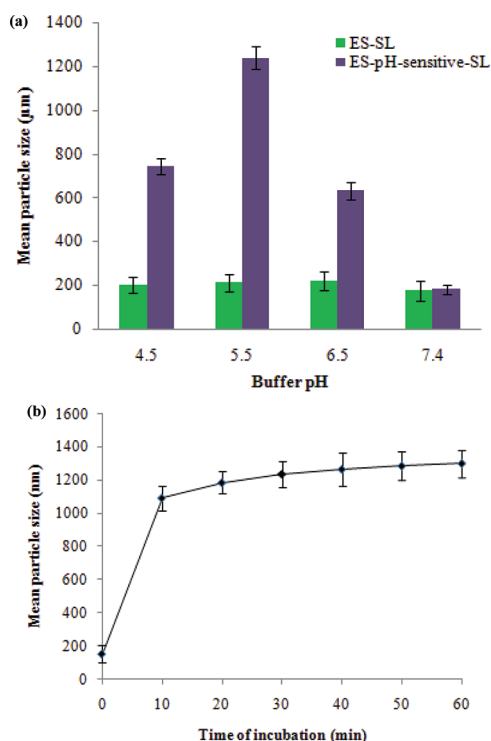 (a)
1400
1200
1000
800
600
400
200
0
Mean particle size (µm)
ES-SL
ES-pH-sensitive-SL
4.5 5.5 6.5 7.4
Buffer pH
(b)
1600
1400
1200
1000
800
600
400
200
0
Mean particle size (nm)
0 10 20 30 40 50 60
Time of incubation (min)